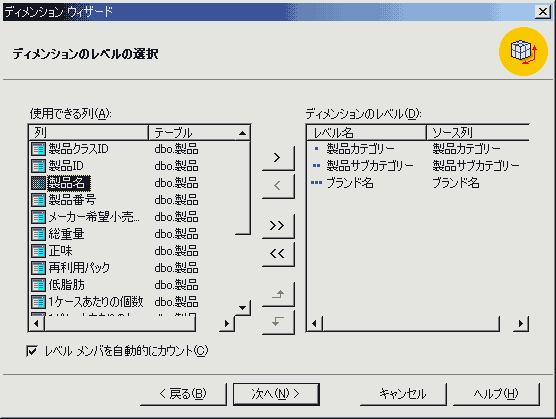 ディメンション ウィザード
ディメンションのレベルの選択
使用できる列(A):
列 テーブル
製品クラスID dbo.製品
製品ID dbo.製品
製品名 dbo.製品
製品番号 dbo.製品
メーカー希望小売... dbo.製品
総重量 dbo.製品
正味 dbo.製品
再利用パック dbo.製品
低脂肪 dbo.製品
1ケースあたりの個数 dbo.製品
ディメンションのレベル(D):
レベル名 ソース列
製品カテゴリー 製品カテゴリー
製品サブカテゴリー 製品サブカテゴリー
ブランド名 ブランド名
>
<
>>
<<
レベル メンバを自動的にカウント(C)
< 戻る(B) 次へ(N) > キャンセル ヘルプ(H)